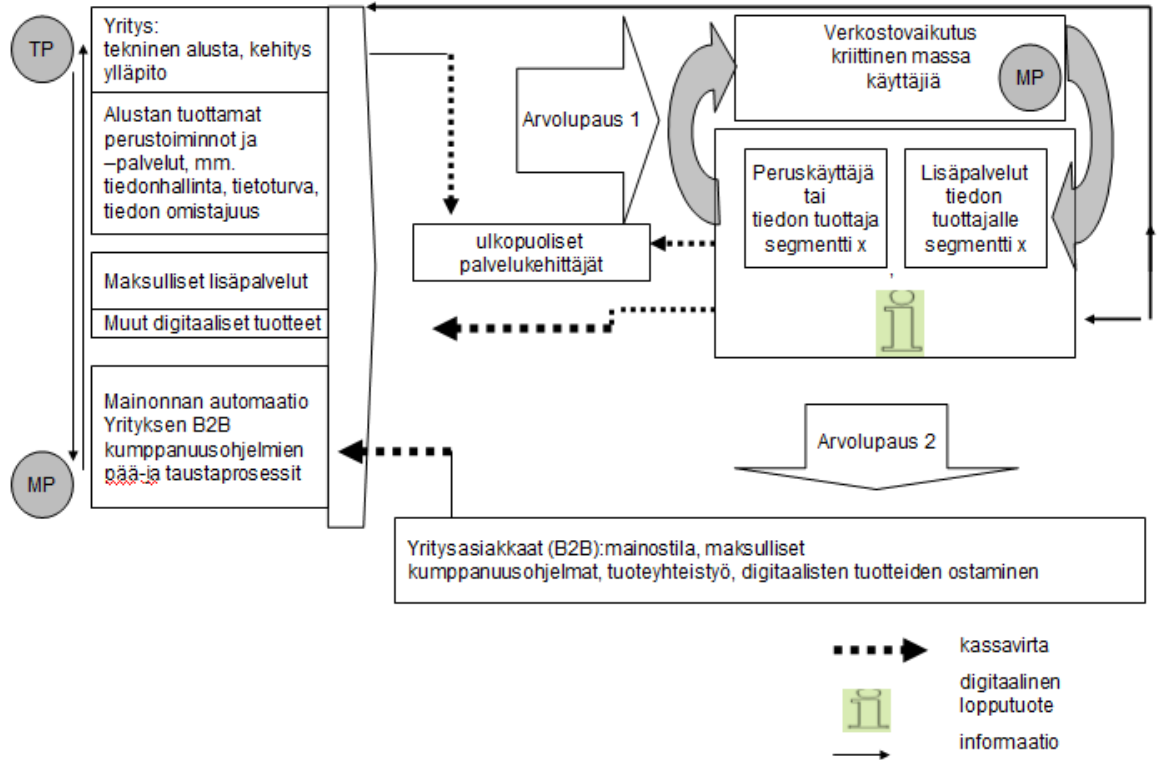 TP
Yritys:
tekninen alusta, kehitys
ylläpito
Alustan tuottamat
perustoiminnot ja
–palvelut, mm.
tiedonhallinta, tietoturva,
tiedon omistajuus
Maksulliset lisäpalvelut
Muut digitaaliset tuotteet
Mainonnan automaatio
Yrityksen B2B
kumppanuusohjelmien
pää-ja taustaprosessit
MP
ulkopuoliset
palvelukehittäjät
Arvolupaus 1
Verkostovaikutus
kriittinen massa
käyttäjiä
MP
Peruskäyttäjä
tai
tiedon tuottaja
segmentti x
Lisäpalvelut
tiedon
tuottajalle
segmentti x
,
i
Arvolupaus 2
Yritysasiakkaat (B2B):mainostila, maksulliset
kumppanuusohjelmat, tuoteyhteistyö, digitaalisten tuotteiden ostaminen
kassavirta
i
digitaalinen
lopputuote
informaatio